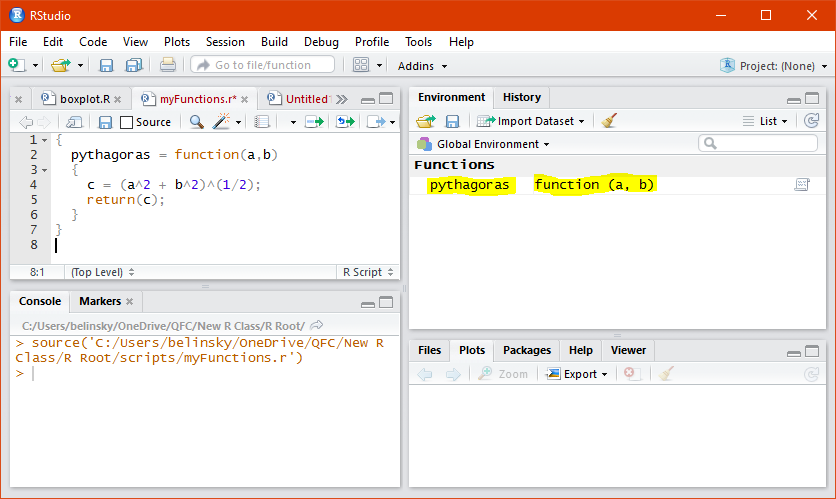 RStudio
File Edit Code View Plots Session Build Debug Profile Tools Help
Go to file/function Addins Project: (None)
boxplot.R myFunctions.r* Untitled1
Source
1 {
2 pythagoras = function(a,b)
3 {
4 c = (a^2 + b^2)^(1/2);
5 return(c);
6 }
7 }
8
8:1 (Top Level) R Script
Console Markers
C:/Users/belinsky/OneDrive/QFC/New R Class/R Root/
> source('C:/Users/belinsky/OneDrive/QFC/New R
Class/R Root/scripts/myFunctions.r')
>
Environment History
Import Dataset List
Global Environment
Functions
pythagoras function (a, b)
Files Plots Packages Help Viewer
Zoom Export